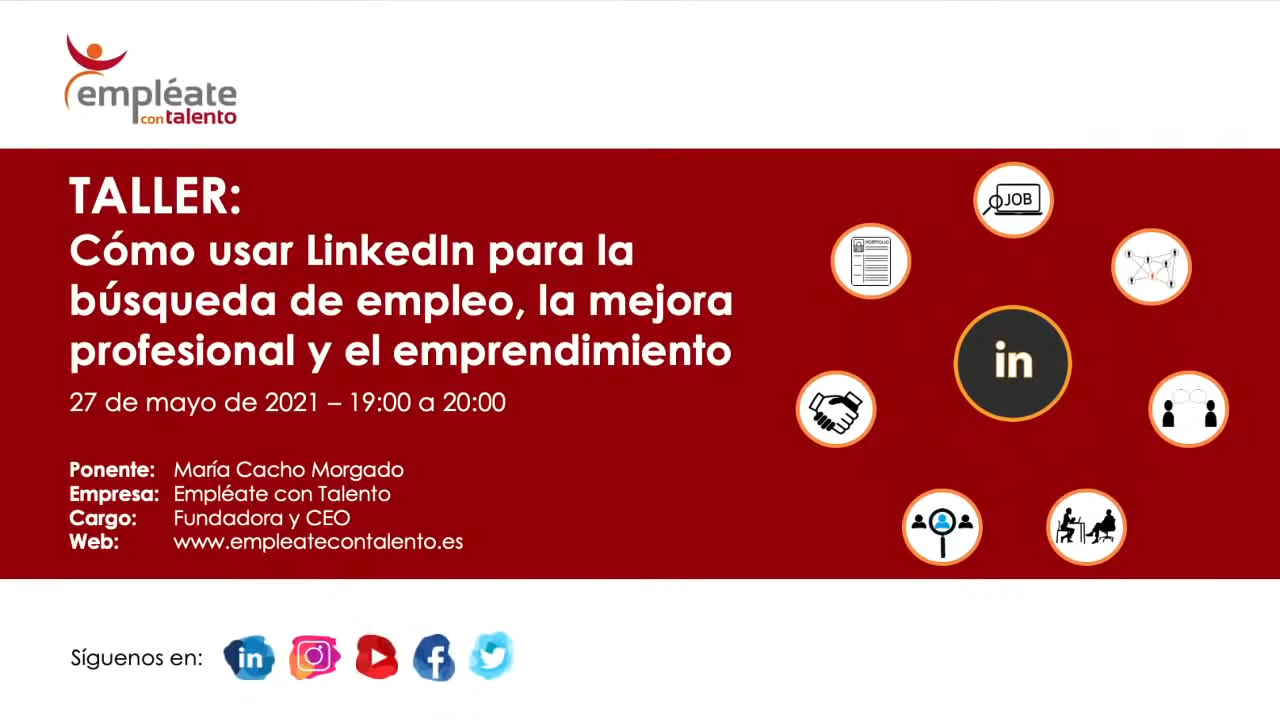 empléate
con talento
TALLER:
Cómo usar LinkedIn para la
búsqueda de empleo, la mejora
profesional y el emprendimiento
27 de mayo de 2021 – 19:00 a 20:00
Ponente: María Cacho Morgado
Empresa: Empléate con Talento
Cargo: Fundadora y CEO
Web: www.empleatecontalento.es
JOB
PORTFOLIO
in
Síguenos en:
in
f